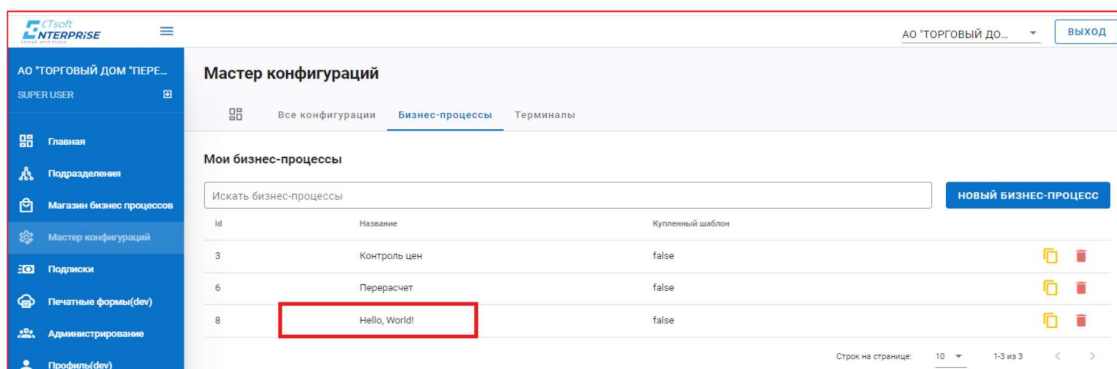 CTsoft
ENTERPRiSE
АО "ТОРГОВЫЙ ДО...
ВЫХОД
АО "ТОРГОВЫЙ ДОМ "ПЕРЕ...
SUPER USER
Главная
Подразделения
Магазин бизнес процессов
Мастер конфигураций
Подписки
Печатные формы(dev)
Администрирование
Профиль(dev)
Мастер конфигураций
Все конфигурации Бизнес-процессы Терминалы
Мои бизнес-процессы
Искать бизнес-процессы
НОВЫЙ БИЗНЕС-ПРОЦЕСС
Id Название Купленный шаблон
3 Контроль цен false
6 Перерасчет false
8 Hello, World! false
Строк на странице: 10 1-3 из 3